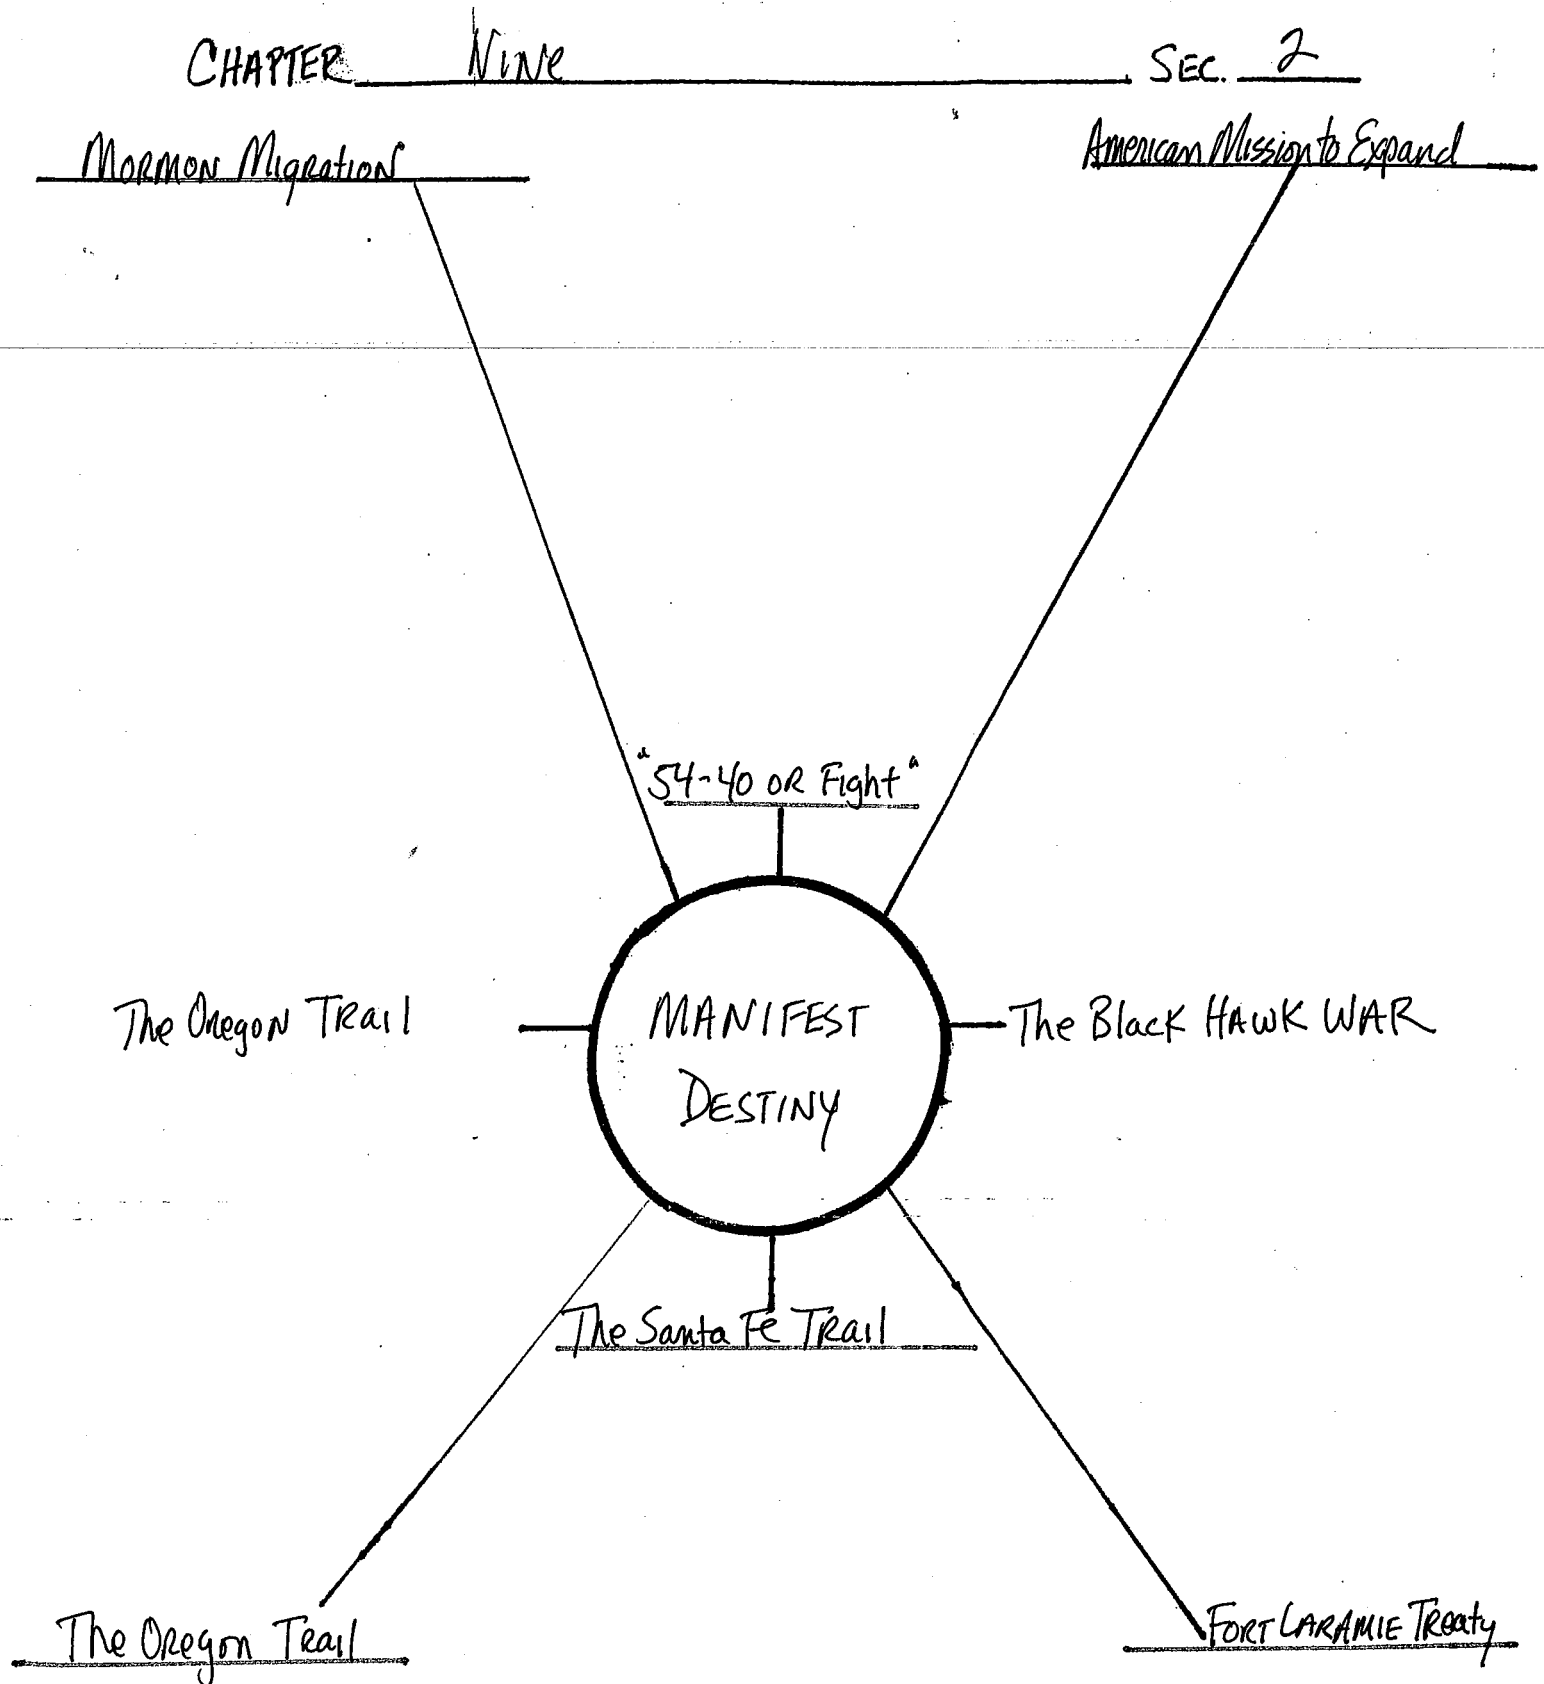 CHAPTER Nine SEC. 2
Mormon Migration
American Mission to Expand
"54-40 or Fight"
The Oregon Trail
MANIFEST
DESTINY
The Black Hawk War
The Santa Fé Trail
The Oregon Trail
Fort Laramie Treaty